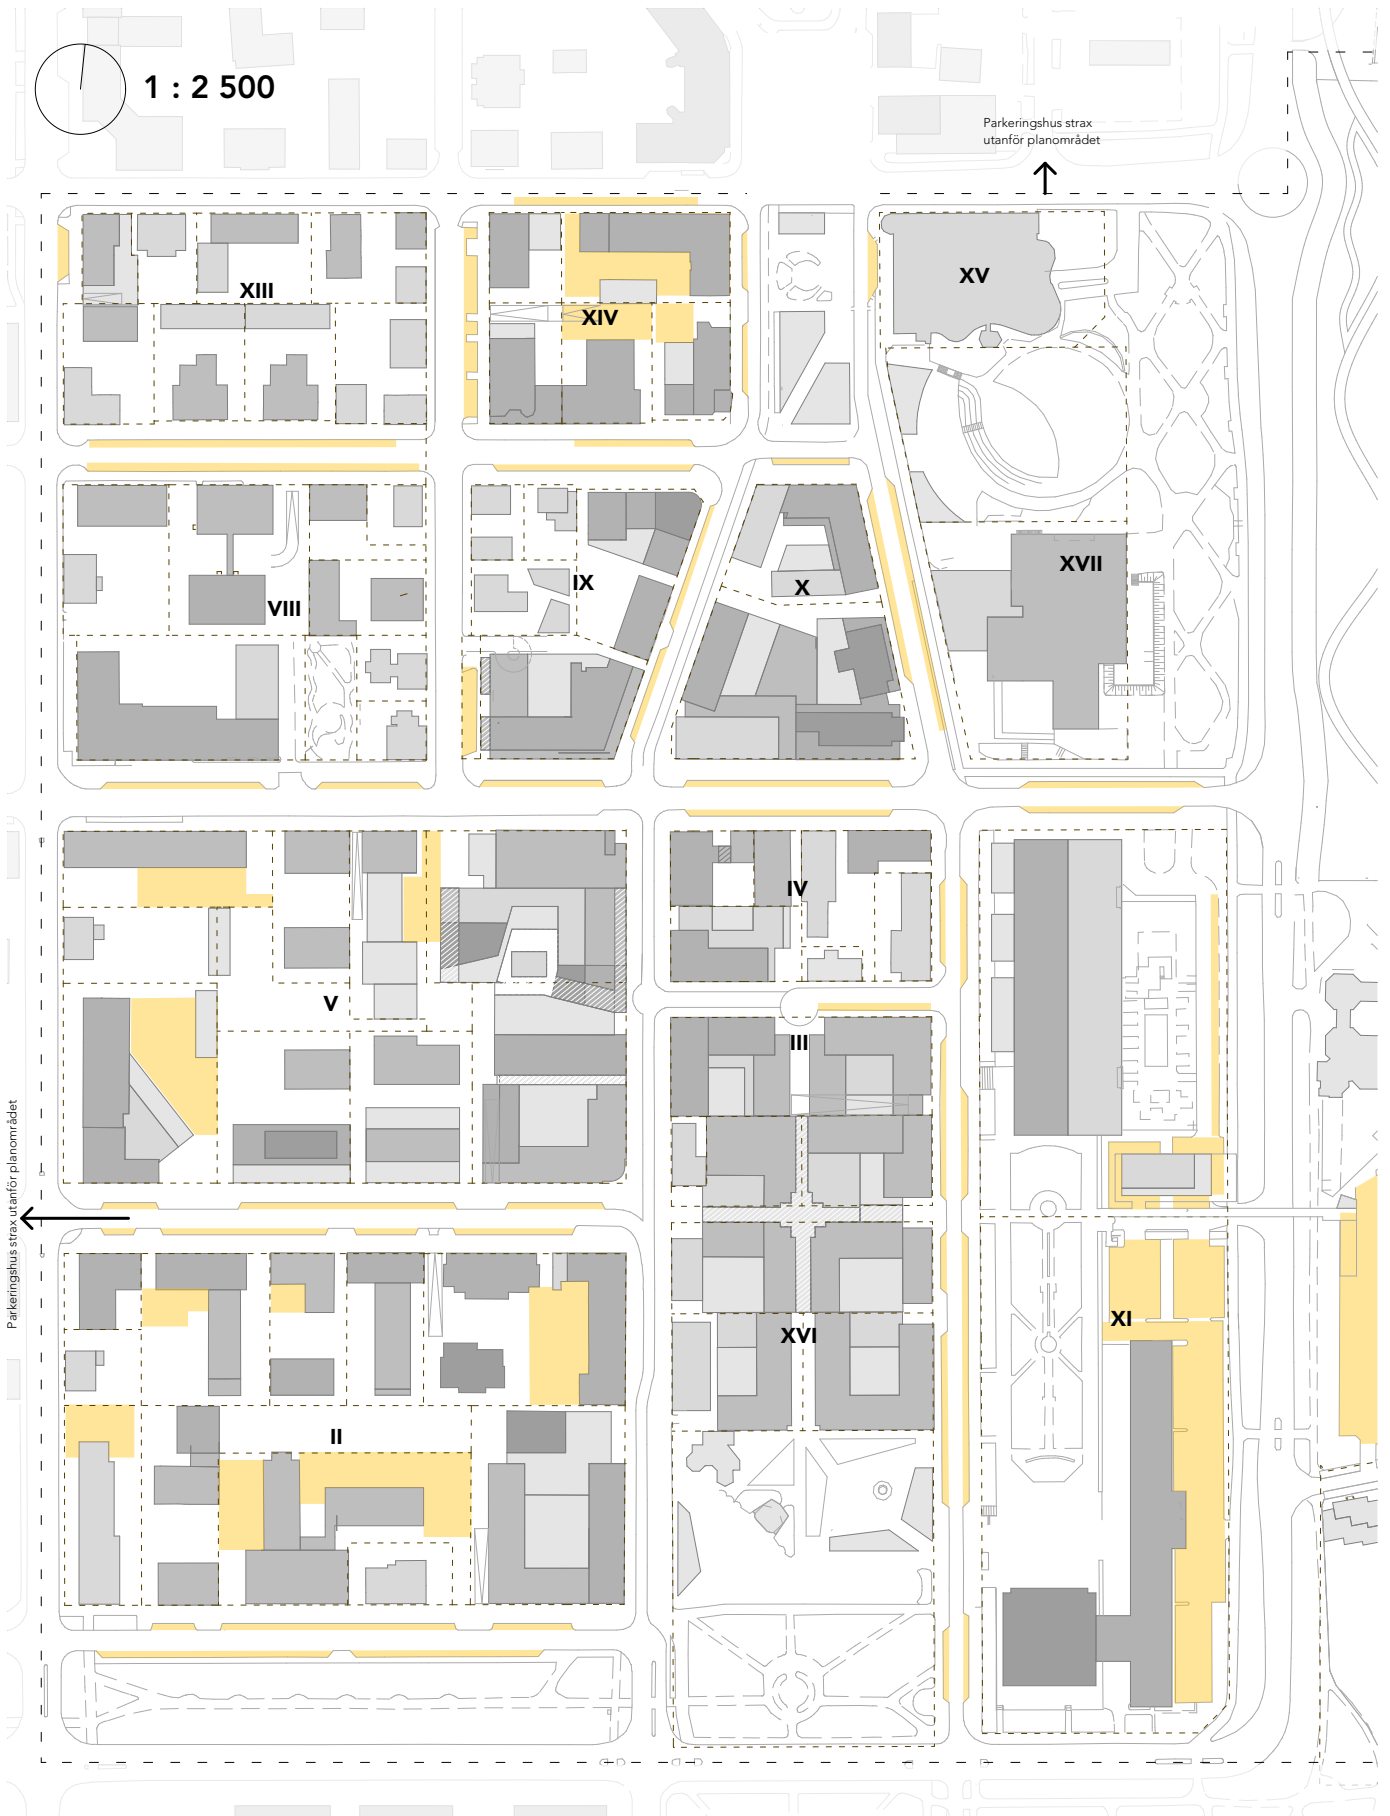 1 : 2 500
Parkeringshus strax
utanför planområdet
XV
XIII
XIV
XVII
IX
X
VIII
IV
V
III
Parkeringshus strax utanför planområdet
XI
XVI
II